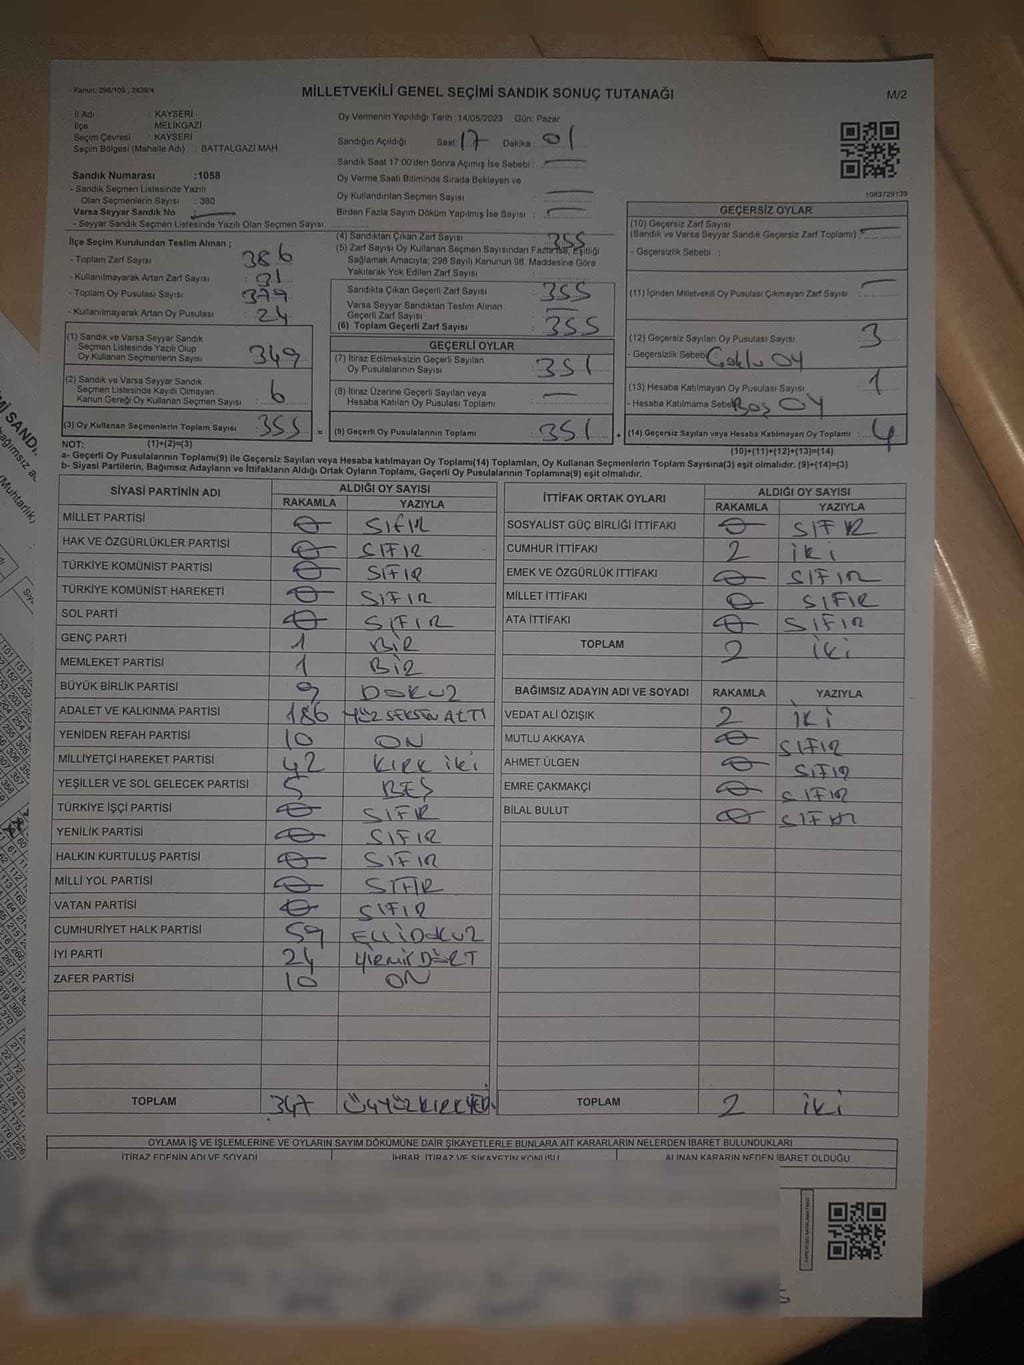 Kanun: 298/105 , 2839/4
MİLLETVEKİLİ GENEL SEÇİMİ SANDIK SONUÇ TUTANAĞI
M/2
İl Adı : KAYSERİ
İlçe : MELİKGAZİ
Seçim Çevresi : KAYSERİ
Seçim Bölgesi (Mahalle Adı) : BATTALGAZİ MAH
Sandık Numarası :1058
- Sandık Seçmen Listesinde Yazılı
Olan Seçmenlerin Sayısı : 380
Varsa Seyyar Sandık No
- Seyyar Sandık Seçmen Listesinde Yazılı Olan Seçmen Sayısı
Oy Vermenin Yapıldığı Tarih :14/05/2023 Gün: Pazar
Sandığın Açıldığı Saat: 17 Dakika : 01
Sandık Saat 17:00'den Sonra Açımış İse Sebebi :
Oy Verme Saati Bitiminde Sırada Bekleyen ve
Oy Kullandırılan Seçmen Sayısı :
Birden Fazla Sayım Döküm Yapılmış İse Sayısı :
1083729139
İlçe Seçim Kurulundan Teslim Alınan ;
- Toplam Zarf Sayısı : 386
- Kullanılmayarak Artan Zarf Sayısı : 31
- Toplam Oy Pusulası Sayısı : 379
- Kullanılmayarak Artan Oy Pusulası : 24
(4) Sandıktan Çıkan Zarf Sayısı : 355
(5) Zarf Sayısı Oy Kullanan Seçmen Sayısından Fazla İse, Eşitliği
Sağlamak Amacıyla; 298 Sayılı Kanunun 98. Maddesine Göre
Yakılarak Yok Edilen Zarf Sayısı :
Sandıkta Çıkan Geçerli Zarf Sayısı : 355
Varsa Seyyar Sandıktan Teslim Alınan
Geçerli Zarf Sayısı :
(6) Toplam Geçerli Zarf Sayısı : 355
GEÇERSİZ OYLAR
(10) Geçersiz Zarf Sayısı
(Sandık ve Varsa Seyyar Sandık Geçersiz Zarf Toplamı) :
- Geçersizlik Sebebi :
(11) İçinden Milletvekili Oy Pusulası Çıkmayan Zarf Sayısı :
(12) Geçersiz Sayılan Oy Pusulası Sayısı : 3
- Geçersizlik Sebebi Çoklu OY
(13) Hesaba Katılmayan Oy Pusulası Sayısı : 1
- Hesaba Katılmama Sebebi Boş OY
(14) Geçersiz Sayılan veya Hesaba Katılmayan Oy Toplamı : 4
(10)+(11)+(12)+(13)=(14)
(1) Sandık ve Varsa Seyyar Sandık
Seçmen Listesinde Yazılı Olup
Oy Kullanan Seçmenlerin Sayısı : 349
(2) Sandık ve Varsa Seyyar Sandık
Seçmen Listesinde Kayıtlı Olmayan
Kanun Gereği Oy Kullanan Seçmen Sayısı : 6
(3) Oy Kullanan Seçmenlerin Toplam Sayısı : 355 =
GEÇERLİ OYLAR
(7) İtiraz Edilmeksizin Geçerli Sayılan
Oy Pusulasının Sayısı : 351
(8) İtiraz Üzerine Geçerli Sayılan veya
Hesaba Katılan Oy Pusulası Toplamı :
(9) Geçerli Oy Pusulalarının Toplamı : 351 +
NOT: (1)+(2)=(3)
a- Geçerli Oy Pusulalarının Toplamı(9) ile Geçersiz Sayılan veya Hesaba Katılmayan Oy Toplamı(14) Toplamları, Oy Kullanan Seçmenlerin Toplam Sayısına(3) eşit olmalıdır. (9)+(14)=(3)
b- Siyasi Partilerin, Bağımsız Adayların ve İttifakların Aldığı Ortak Oyların Toplamı, Geçerli Oy Pusulalarının Toplamına(9) eşit olmalıdır.
SİYASİ PARTİNİN ADI ALDIĞI OY SAYISI
RAKAMLA YAZIYLA
MİLLET PARTİSİ 0 SIFIR
HAK VE ÖZGÜRLÜKLER PARTİSİ 0 SIFIR
TÜRKİYE KOMÜNİST PARTİSİ 0 SIFIR
TÜRKİYE KOMÜNİST HAREKETİ 0 SIFIR
SOL PARTİ 0 SIFIR
GENÇ PARTİ 1 BİR
MEMLEKET PARTİSİ 1 BİR
BÜYÜK BİRLİK PARTİSİ 9 DOKUZ
ADALET VE KALKINMA PARTİSİ 186 YÜZ SEKSEN ALTI
YENİDEN REFAH PARTİSİ 10 ON
MİLLİYETÇİ HAREKET PARTİSİ 42 KIRK İKİ
YEŞİLLER VE SOL GELECEK PARTİSİ 5 BEŞ
TÜRKİYE İŞÇİ PARTİSİ 0 SIFIR
YENİLİK PARTİSİ 0 SIFIR
HALKIN KURTULUŞ PARTİSİ 0 SIFIR
MİLLİ YOL PARTİSİ 0 SIFIR
VATAN PARTİSİ 0 SIFIR
CUMHURİYET HALK PARTİSİ 59 ELLİ DOKUZ
İYİ PARTİ 24 YİRMİ DÖRT
ZAFER PARTİSİ 10 ON
TOPLAM 347 ÜÇYÜZKIRKYEDİ
İTTİFAK ORTAK OYLARI ALDIĞI OY SAYISI
RAKAMLA YAZIYLA
SOSYALİST GÜÇ BİRLİĞİ İTTİFAKI 0 SIFIR
CUMHUR İTTİFAKI 2 İKİ
EMEK VE ÖZGÜRLÜK İTTİFAKI 0 SIFIR
MİLLET İTTİFAKI 0 SIFIR
ATA İTTİFAKI 0 SIFIR
TOPLAM 2 İKİ
BAĞIMSIZ ADAYIN ADI VE SOYADI RAKAMLA YAZIYLA
VEDAT ALİ ÖZIŞIK 2 İKİ
MUTLU AKKAYA 0 SIFIR
AHMET ÜLGEN 0 SIFIR
EMRE ÇAKMAKÇİ 0 SIFIR
BİLAL BULUT 0 SIFIR
TOPLAM 2 İKİ
OYLAMA İŞ VE İŞLEMLERİNE VE OYLARIN SAYIM DÖKÜMÜNE DAİR ŞİKAYETLERLE BUNLARA AİT KARARLARIN NELERDEN İBARET BULUNDUKLARI
İTİRAZ EDENİN ADI VE SOYADI İHBAR, İTİRAZ VE ŞİKAYETİN KONUSU ALINAN KARARIN NEDEN İBARET OLDUĞU